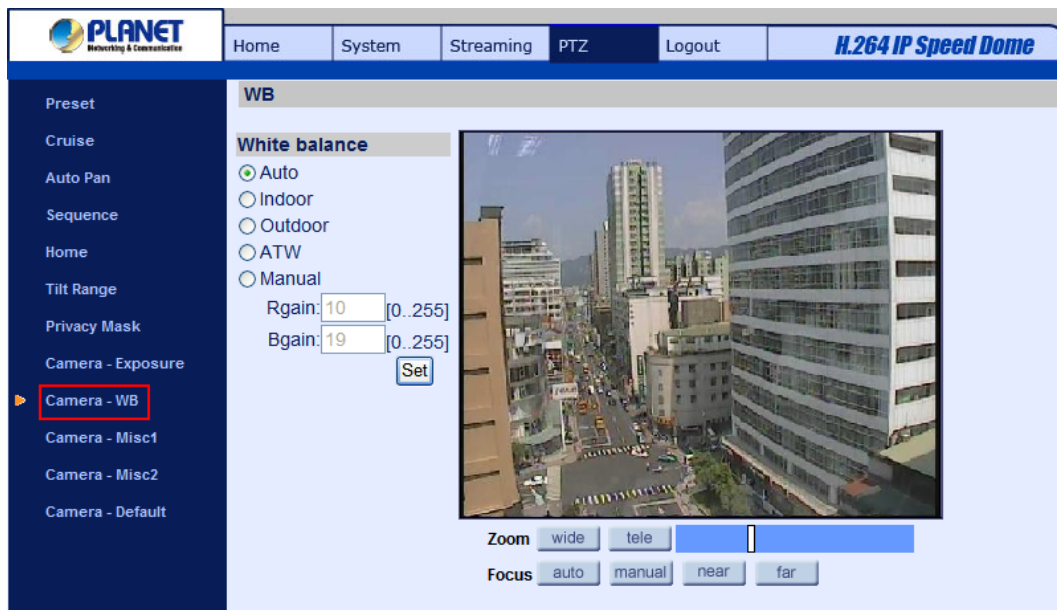 PLANET
Networking & Communication
Home
System
Streaming
PTZ
Logout
H.264 IP Speed Dome
Preset
Cruise
Auto Pan
Sequence
Home
Tilt Range
Privacy Mask
Camera - Exposure
Camera - WB
Camera - Misc1
Camera - Misc2
Camera - Default
WB
White balance
Auto
Indoor
Outdoor
ATW
Manual
Rgain: 10 [0..255]
Bgain: 19 [0..255]
Set
Zoom wide tele
Focus auto manual near far